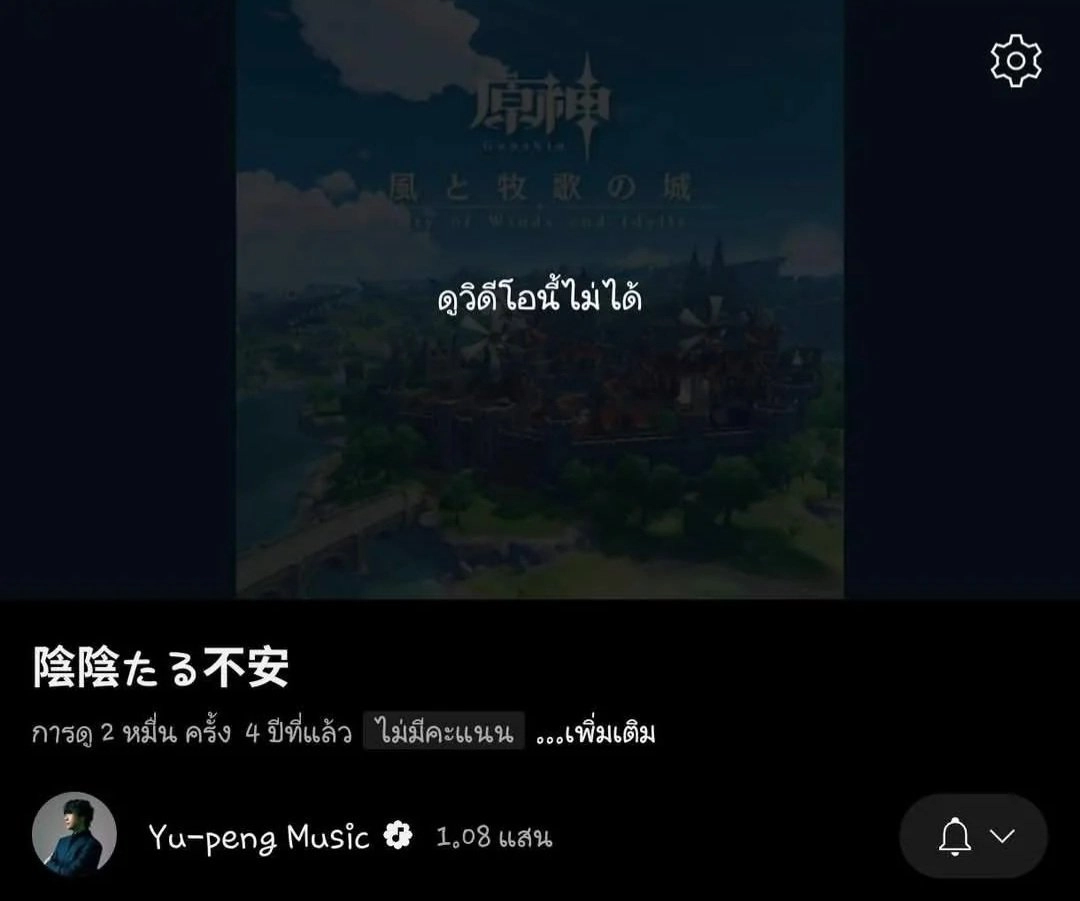 原神
Genshin
風と牧歌の城
of Winds and Idylls
ดูวิดีโอนี้ไม่ได้
陰陰たる不安
การดู 2 หมื่น ครั้ง 4 ปีที่แล้ว ไม่มีคะแนน ...เพิ่มเติม
Yu-peng Music 1.08 แสน